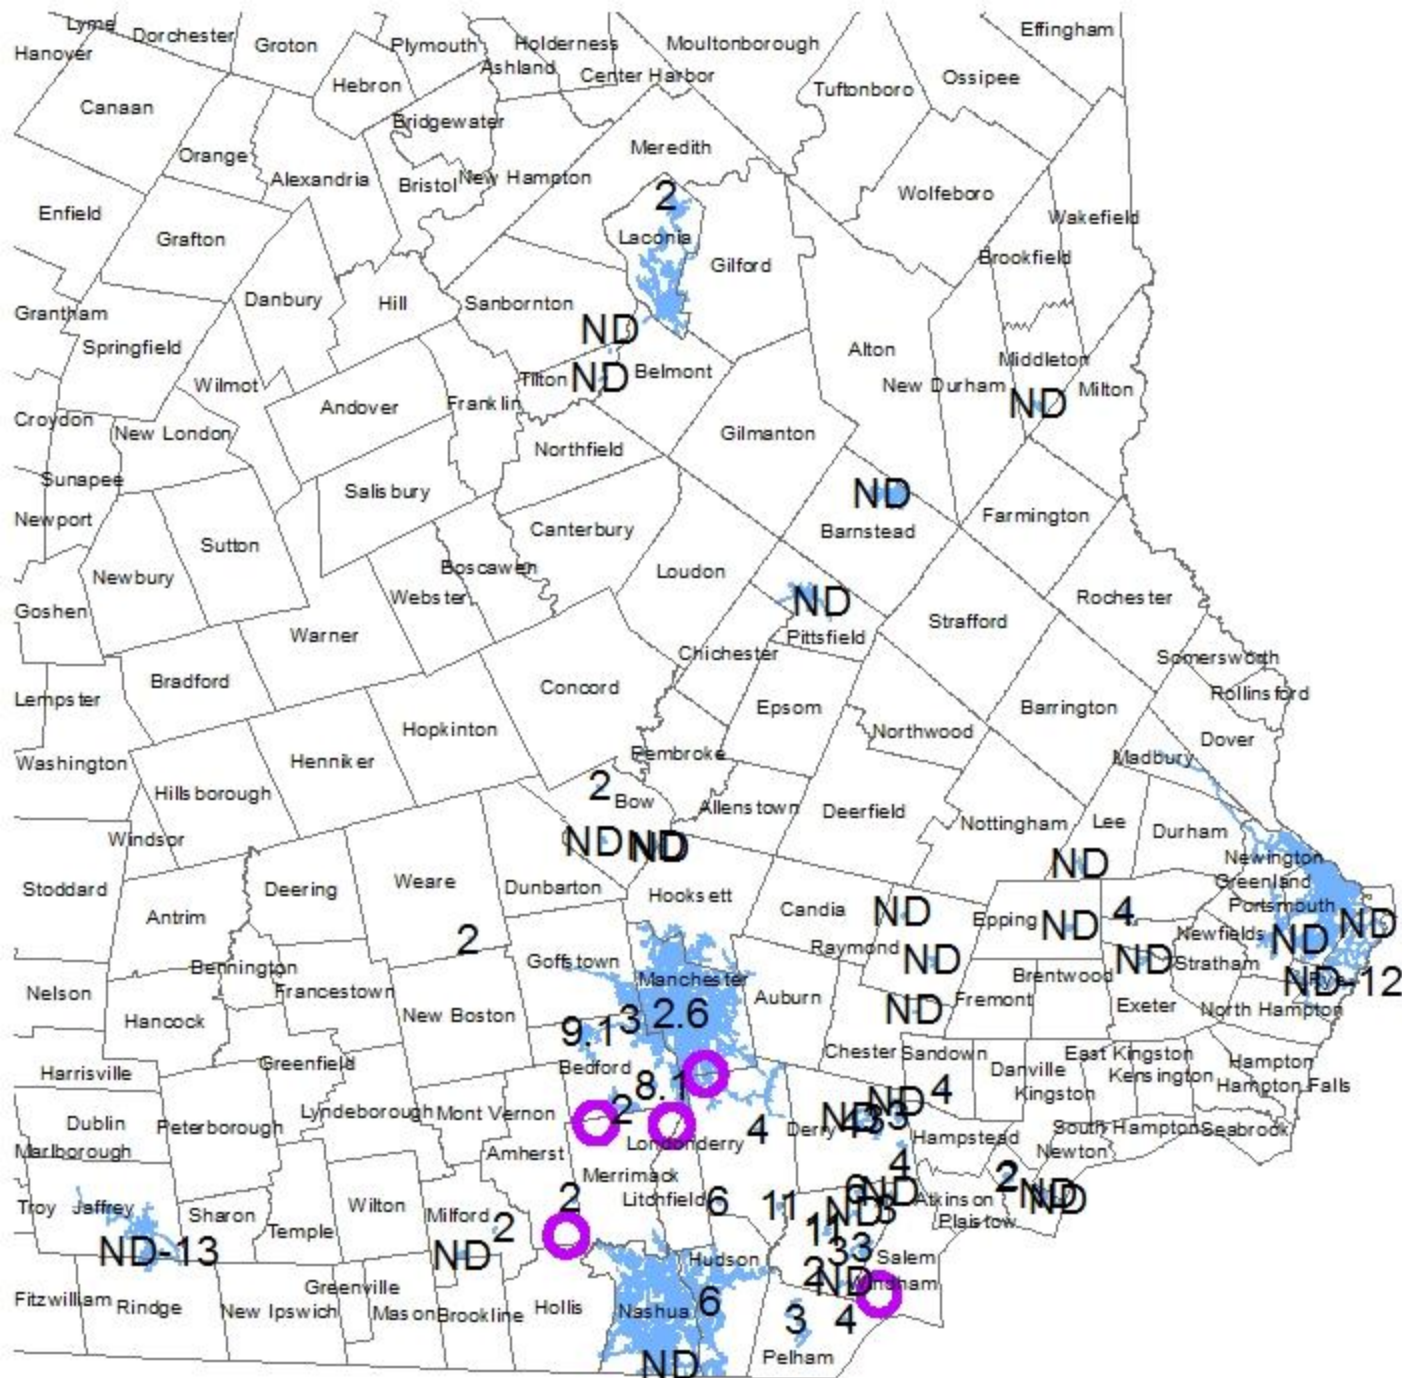 Lyme
Dorchester
Groton
Plymouth
Holderness
Moultonborough
Effingham
Hanover
Ashland
Center Harbor
Ossipee
Canaan
Hebron
Tuftonboro
Bridgewater
Orange
Meredith
Alexandria
Bristol
New Hampton
Wolfeboro
Enfield
2
Wakefield
Grafton
Laconia
Gilford
Brookfield
Danbury
Hill
Sanbornton
Grantham
ND
Springfield
Alton
Middleton
Wilmot
Tilton
ND
Belmont
New Durham
Milton
Andover
Franklin
ND
Croydon
New London
Gilmanton
Northfield
Sunapee
Salisbury
ND
Newport
Canterbury
Barnstead
Farmington
Sutton
Newbury
Boscawen
Loudon
Webster
ND
Rochester
Goshen
Warner
Pittsfield
Strafford
Chichester
Somersworth
Bradford
Concord
Rollinsford
Lempster
Epsom
Barrington
Hopkinton
Northwood
Dover
Washington
Henniker
Pembroke
Madbury
Hillsborough
2
Bow
Allenstown
Deerfield
Nottingham
Lee
Durham
Windsor
ND
ND
Newington
ND
Stoddard
Deering
Weare
Dunbarton
Hooksett
Greenland
Portsmouth
Antrim
Candia
ND
Epping
ND
4
ND
2
Raymond
Newfields
ND
Bennington
Goffstown
ND
ND
Stratham
Manchester
Nelson
Francestown
Auburn
Brentwood
ND-12
Hancock
New Boston
3
2.6
ND
Fremont
Exeter
North Hampton
9.1
Greenfield
Bedford
Chester
Sandown
Danville
East Kingston
Hampton
Harrisville
8.1
Kensington
Kingston
Hampton Falls
ND
4
Dublin
Peterborough
Lyndeborough
Mont Vernon
2
4
Derry
ND
43
3
South Hampton
Seabrook
Marlborough
Londonderry
Hampstead
Newton
Amherst
4
Merrimack
2
Troy
Jaffrey
Sharon
Wilton
2
Litchfield
6
11
6
ND
Atkinson
ND
ND
Milford
2
ND
3
Plaistow
Temple
11
ND-13
ND
Hudson
33
Salem
2
ND
Windham
Fitzwilliam
Rindge
New Ipswich
Greenville
Mason
Brookline
Hollis
Nashua
6
3
4
Pelham
ND